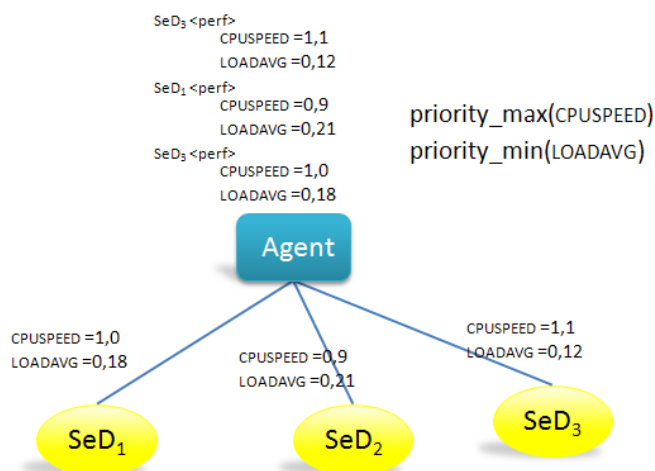 SeD₃ <perf>
CPUSPEED =1,1
LOADAVG =0,12
SeD₁ <perf>
CPUSPEED =0,9
LOADAVG =0,21
SeD₃ <perf>
CPUSPEED =1,0
LOADAVG =0,18
priority_max(CPUSPEED)
priority_min(LOADAVG)
Agent
CPUSPEED =1,0
LOADAVG =0,18
CPUSPEED =0,9
LOADAVG =0,21
CPUSPEED =1,1
LOADAVG =0,12
SeD₁
SeD₂
SeD₃